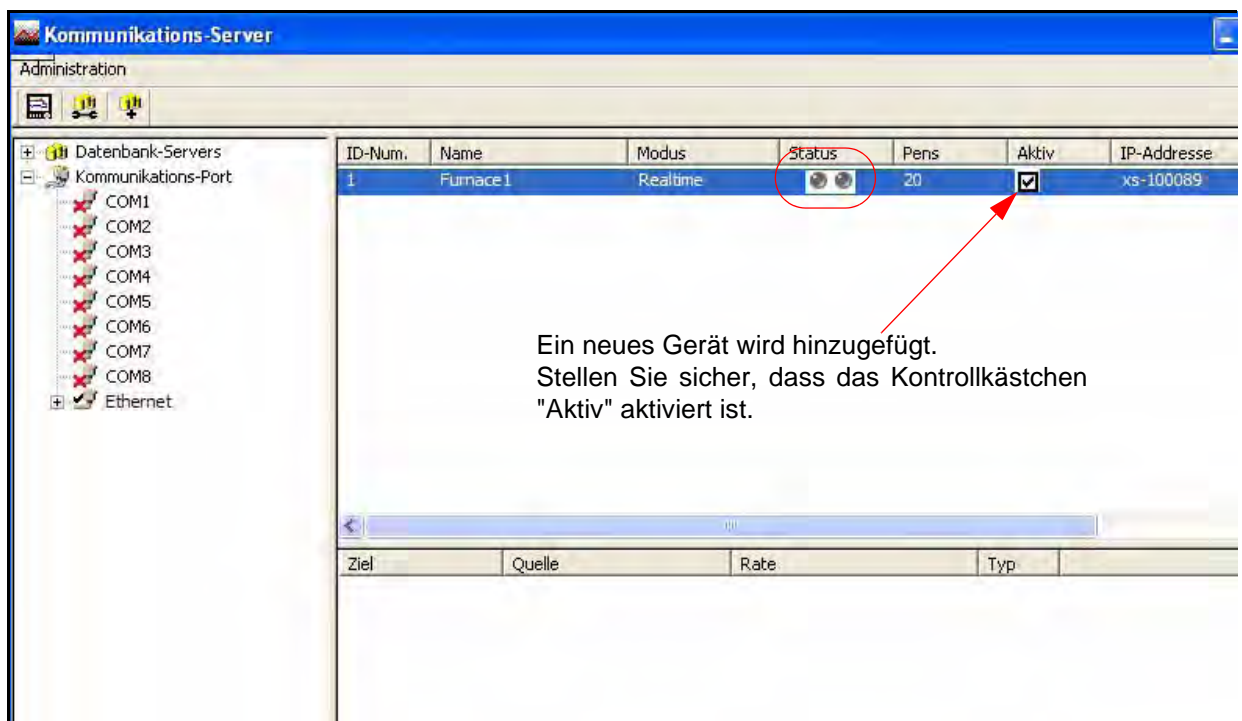 Kommunikations-Server
Administration
Datenbank-Servers
Kommunikations-Port
COM1
COM2
COM3
COM4
COM5
COM6
COM7
COM8
Ethernet
ID-Num. Name Modus Status Pens Aktiv IP-Addresse
1 Furnace1 Realtime 20 xs-100089
Ein neues Gerät wird hinzugefügt.
Stellen Sie sicher, dass das Kontrollkästchen
"Aktiv" aktiviert ist.
Ziel Quelle Rate Typ